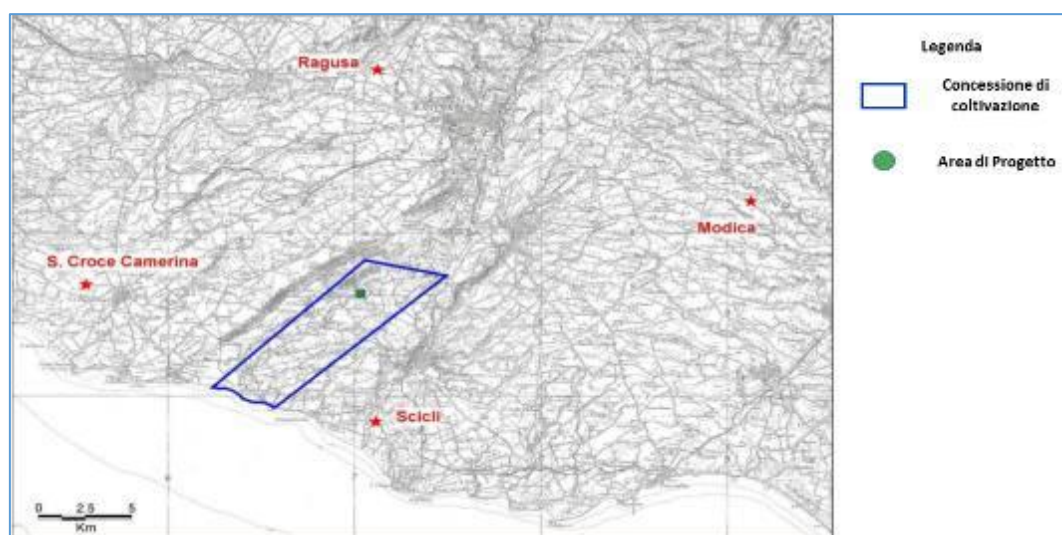 Ragusa
Modica
S. Croce Camerina
Scicli
0 2.5 5
Km
Legenda
Concessione di
coltivazione
Area di Progetto